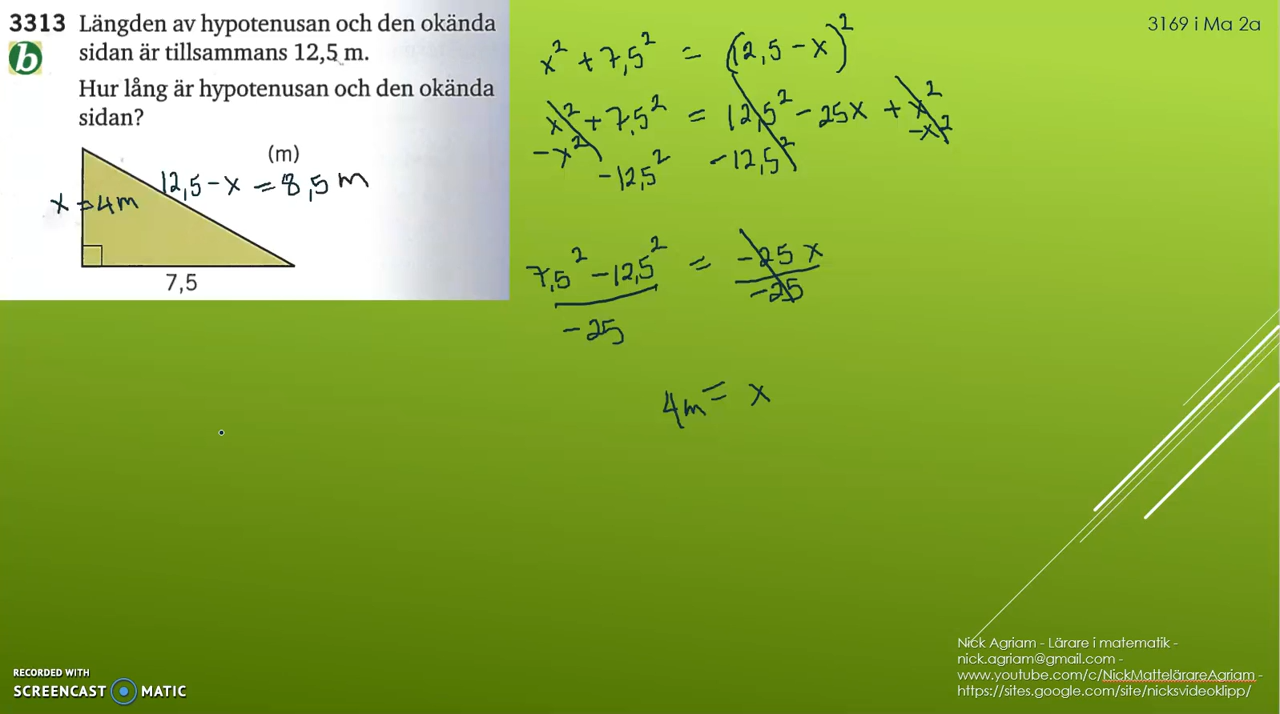 3313 Längden av hypotenusan och den okända
b sidan är tillsammans 12,5 m.
Hur lång är hypotenusan och den okända
sidan?
(m)
12,5 - x = 8,5 m
x = 4m
7,5
3169 i Ma 2a
x² + 7,5² = (12,5 - x)²
x² + 7,5² = 12,5² - 25x + x²
-x² -12,5² -12,5² -x²
7,5² - 12,5² = -25 x
-25 -25
4m = x
RECORDED WITH
SCREENCAST MATIC
Nick Agriam - Lärare i matematik -
nick.agriam@gmail.com -
www.youtube.com/c/NickMattelärareAgriam -
https://sites.google.com/site/nicksvideoklipp/